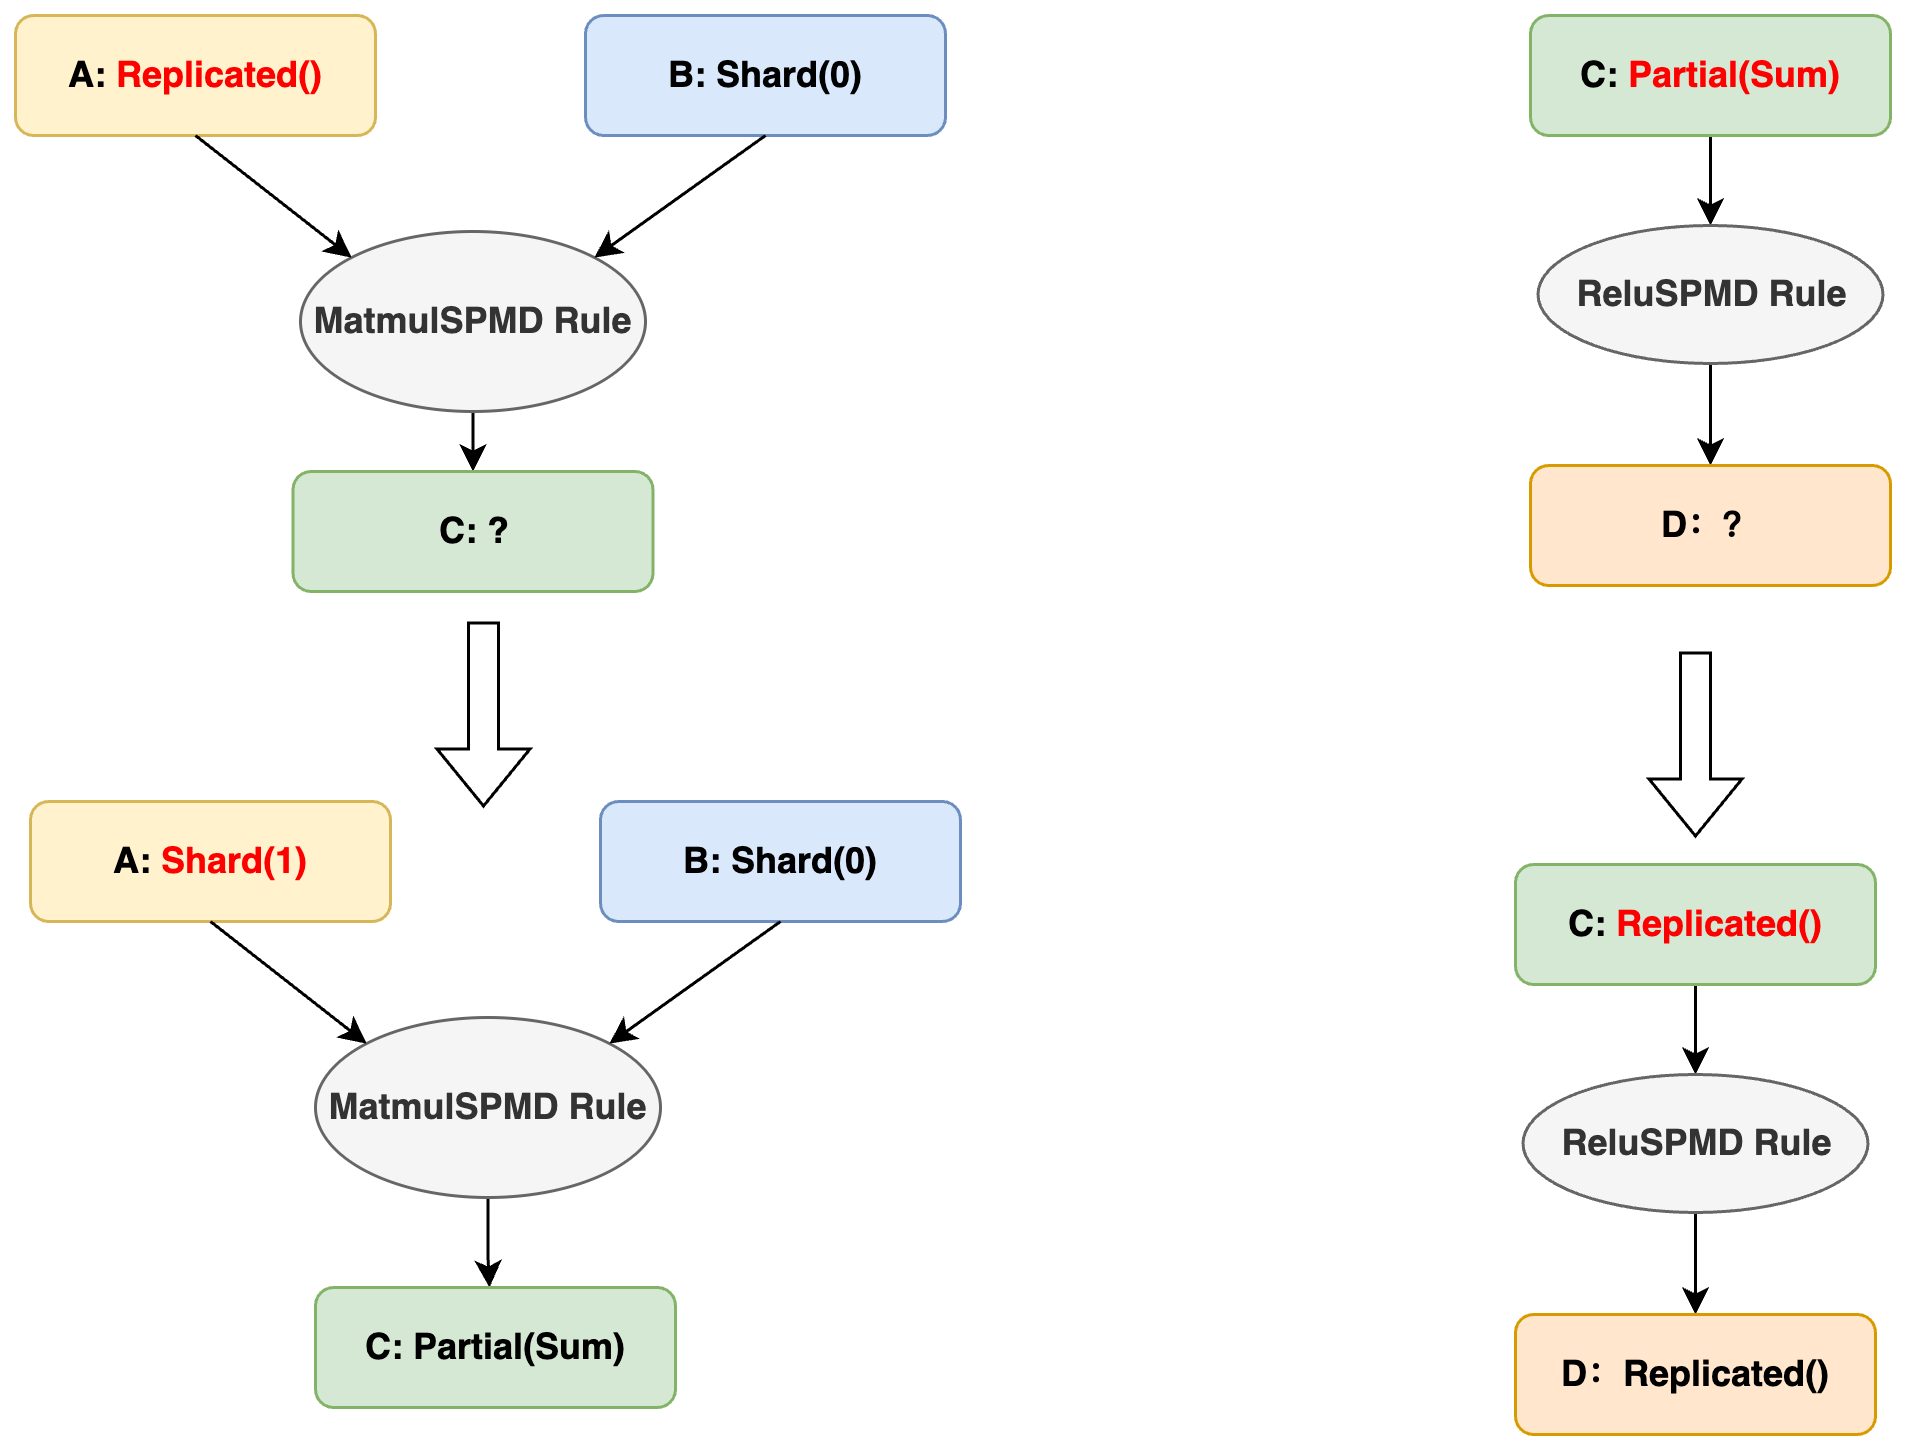 A: Replicated()
B: Shard(0)
MatmulSPMD Rule
C: ?
A: Shard(1)
B: Shard(0)
MatmulSPMD Rule
C: Partial(Sum)
C: Partial(Sum)
ReluSPMD Rule
D：?
C: Replicated()
ReluSPMD Rule
D：Replicated()